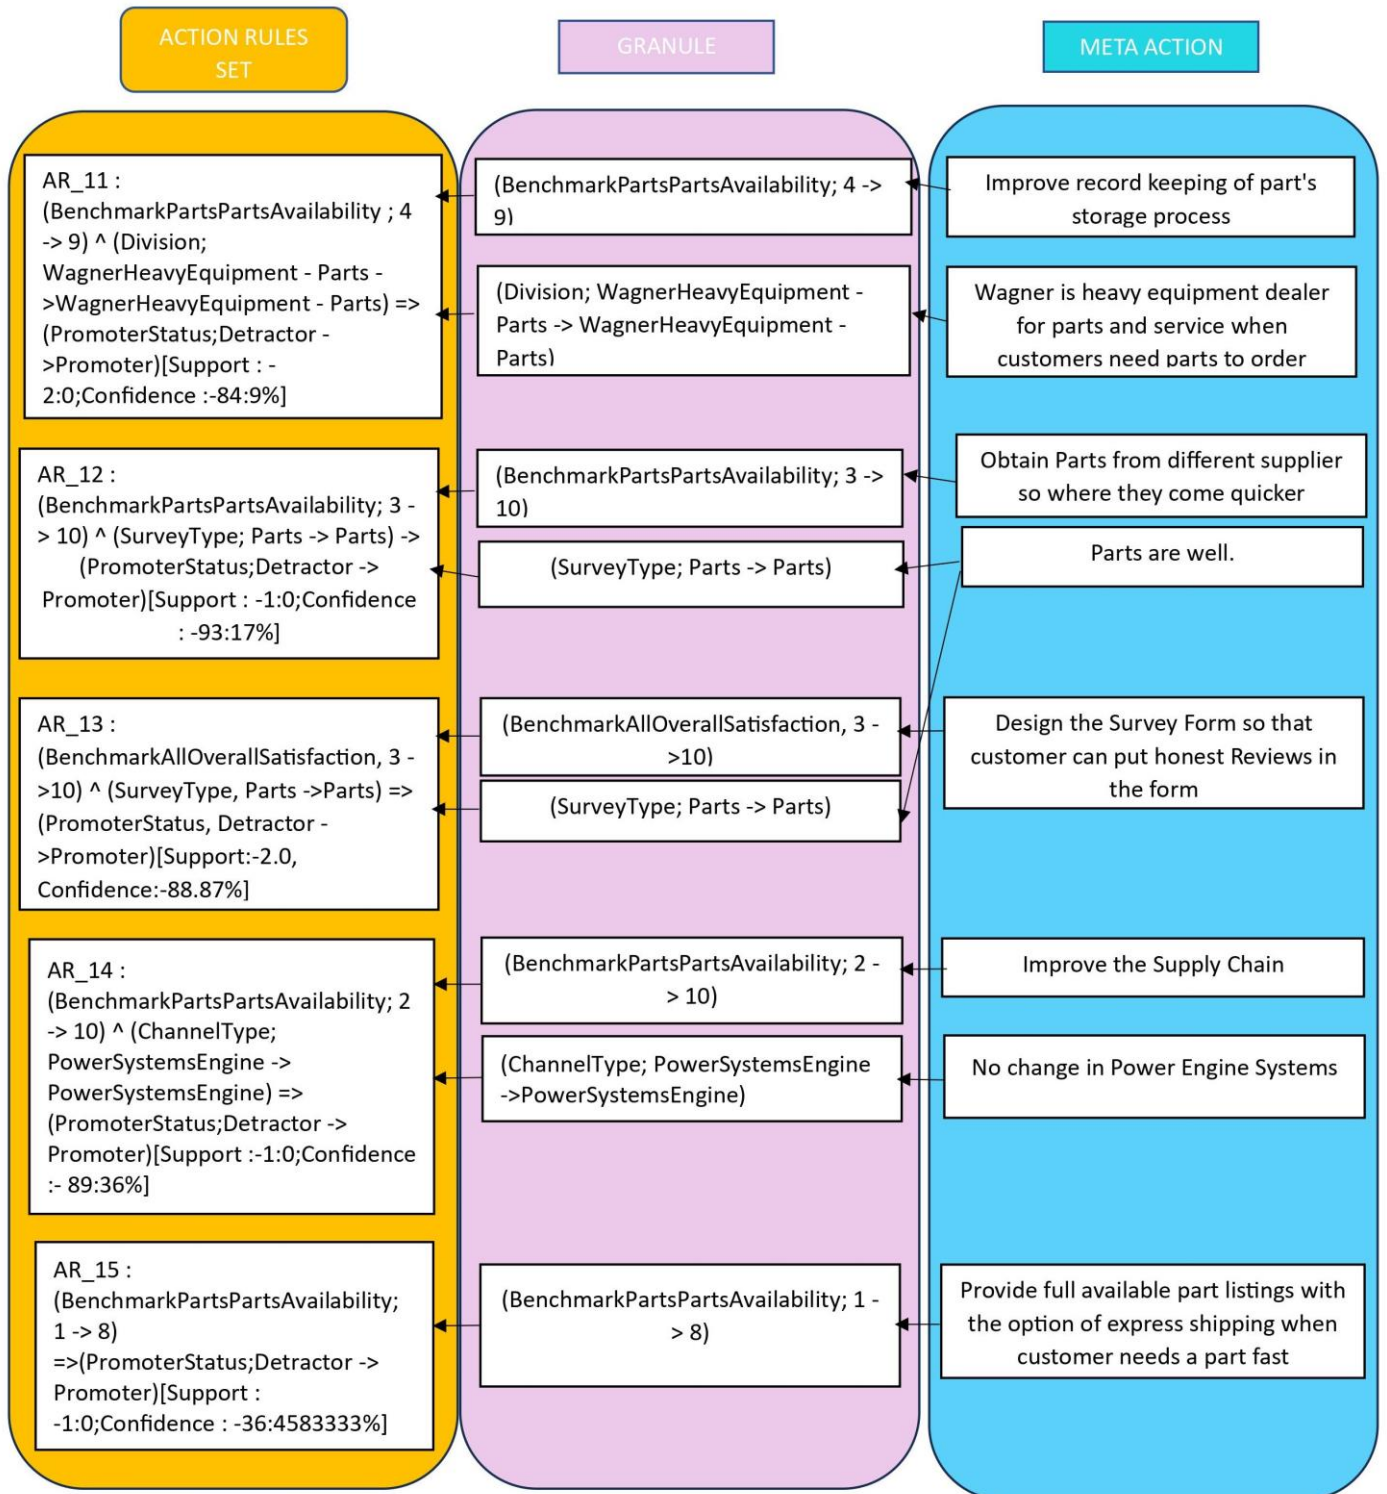 ACTION RULES
SET
GRANULE
META ACTION
AR_11 :
(BenchmarkPartsPartsAvailability ; 4
-> 9) ^ (Division;
WagnerHeavyEquipment - Parts -
>WagnerHeavyEquipment - Parts) =>
(PromoterStatus;Detractor -
>Promoter)[Support : -
2:0;Confidence :-84:9%]
(BenchmarkPartsPartsAvailability; 4 ->
9)
Improve record keeping of part's
storage process
(Division; WagnerHeavyEquipment -
Parts -> WagnerHeavyEquipment -
Parts)
Wagner is heavy equipment dealer
for parts and service when
customers need parts to order
AR_12 :
(BenchmarkPartsPartsAvailability; 3 -
> 10) ^ (SurveyType; Parts -> Parts) ->
(PromoterStatus;Detractor ->
Promoter)[Support : -1:0;Confidence
: -93:17%]
(BenchmarkPartsPartsAvailability; 3 ->
10)
Obtain Parts from different supplier
so where they come quicker
(SurveyType; Parts -> Parts)
Parts are well.
AR_13 :
(BenchmarkAllOverallSatisfaction, 3 -
>10) ^ (SurveyType, Parts ->Parts) =>
(PromoterStatus, Detractor -
>Promoter)[Support:-2.0,
Confidence:-88.87%]
(BenchmarkAllOverallSatisfaction, 3 -
>10)
Design the Survey Form so that
customer can put honest Reviews in
the form
(SurveyType; Parts -> Parts)
AR_14 :
(BenchmarkPartsPartsAvailability; 2
-> 10) ^ (ChannelType;
PowerSystemsEngine ->
PowerSystemsEngine) =>
(PromoterStatus;Detractor ->
Promoter)[Support :-1:0;Confidence
:- 89:36%]
(BenchmarkPartsPartsAvailability; 2 -
> 10)
Improve the Supply Chain
(ChannelType; PowerSystemsEngine
->PowerSystemsEngine)
No change in Power Engine Systems
AR_15 :
(BenchmarkPartsPartsAvailability;
1 -> 8)
=>(PromoterStatus;Detractor ->
Promoter)[Support :
-1:0;Confidence : -36:4583333%]
(BenchmarkPartsPartsAvailability; 1 -
> 8)
Provide full available part listings with
the option of express shipping when
customer needs a part fast